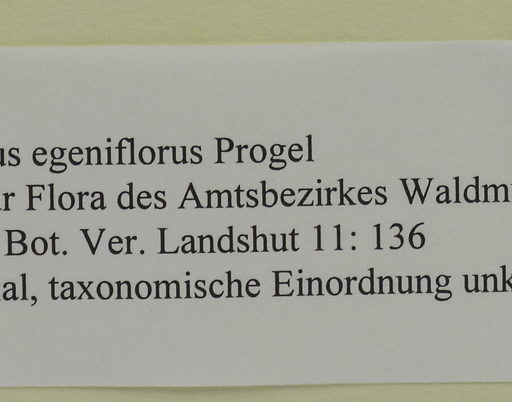 us egeniflorus Progel
r Flora des Amtsbezirkes Waldm
Bot. Ver. Landshut 11: 136
al, taxonomische Einordnung unk